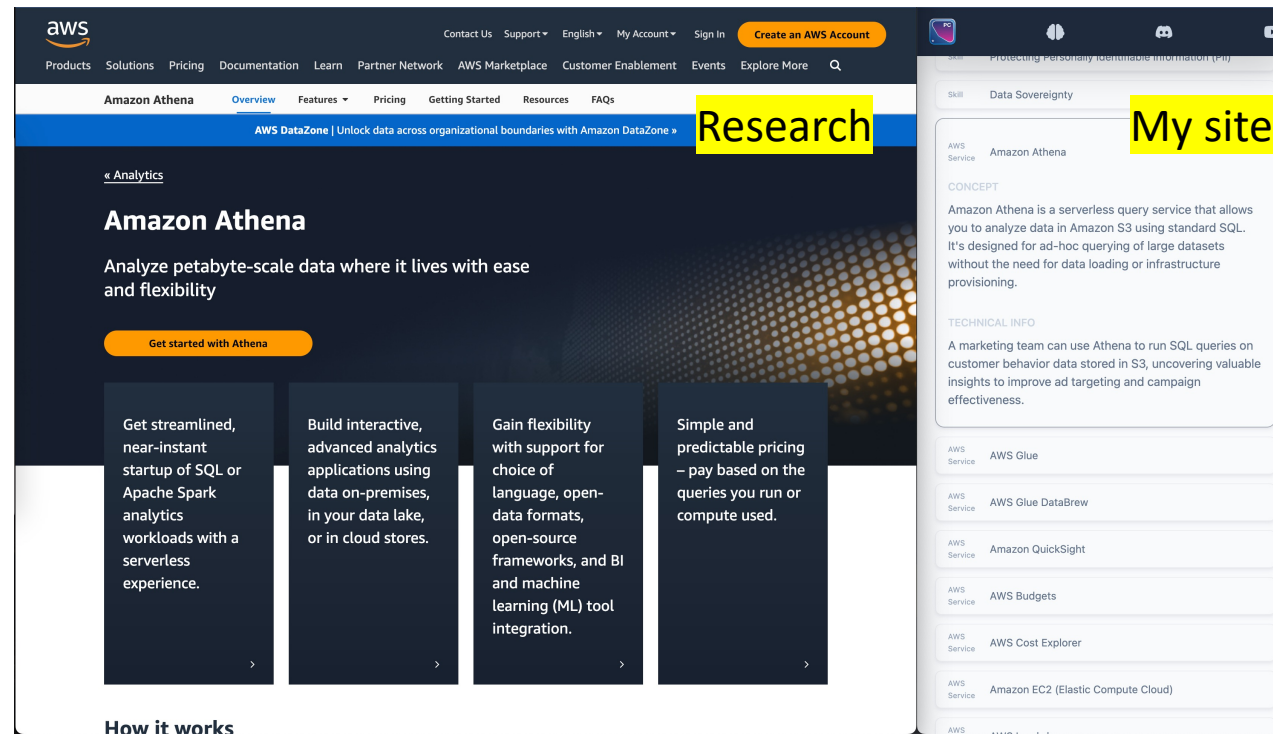 aws
Contact Us Support English My Account Sign In Create an AWS Account
Products Solutions Pricing Documentation Learn Partner Network AWS Marketplace Customer Enablement Events Explore More
Amazon Athena Overview Features Pricing Getting Started Resources FAQs
AWS DataZone | Unlock data across organizational boundaries with Amazon DataZone »
Research
« Analytics
Amazon Athena
Analyze petabyte-scale data where it lives with ease
and flexibility
Get started with Athena
Get streamlined,
near-instant
startup of SQL or
Apache Spark
analytics
workloads with a
serverless
experience.
Build interactive,
advanced analytics
applications using
data on-premises,
in your data lake,
or in cloud stores.
Gain flexibility
with support for
choice of
language, open-
data formats,
open-source
frameworks, and BI
and machine
learning (ML) tool
integration.
Simple and
predictable pricing
– pay based on the
queries you run or
compute used.
How it works
PC
Skill Protecting Personally Identifiable Information (PII)
Skill Data Sovereignty
My site
AWS Service Amazon Athena
CONCEPT
Amazon Athena is a serverless query service that allows
you to analyze data in Amazon S3 using standard SQL.
It's designed for ad-hoc querying of large datasets
without the need for data loading or infrastructure
provisioning.
TECHNICAL INFO
A marketing team can use Athena to run SQL queries on
customer behavior data stored in S3, uncovering valuable
insights to improve ad targeting and campaign
effectiveness.
AWS Service AWS Glue
AWS Service AWS Glue DataBrew
AWS Service Amazon QuickSight
AWS Service AWS Budgets
AWS Service AWS Cost Explorer
AWS Service Amazon EC2 (Elastic Compute Cloud)
AWS